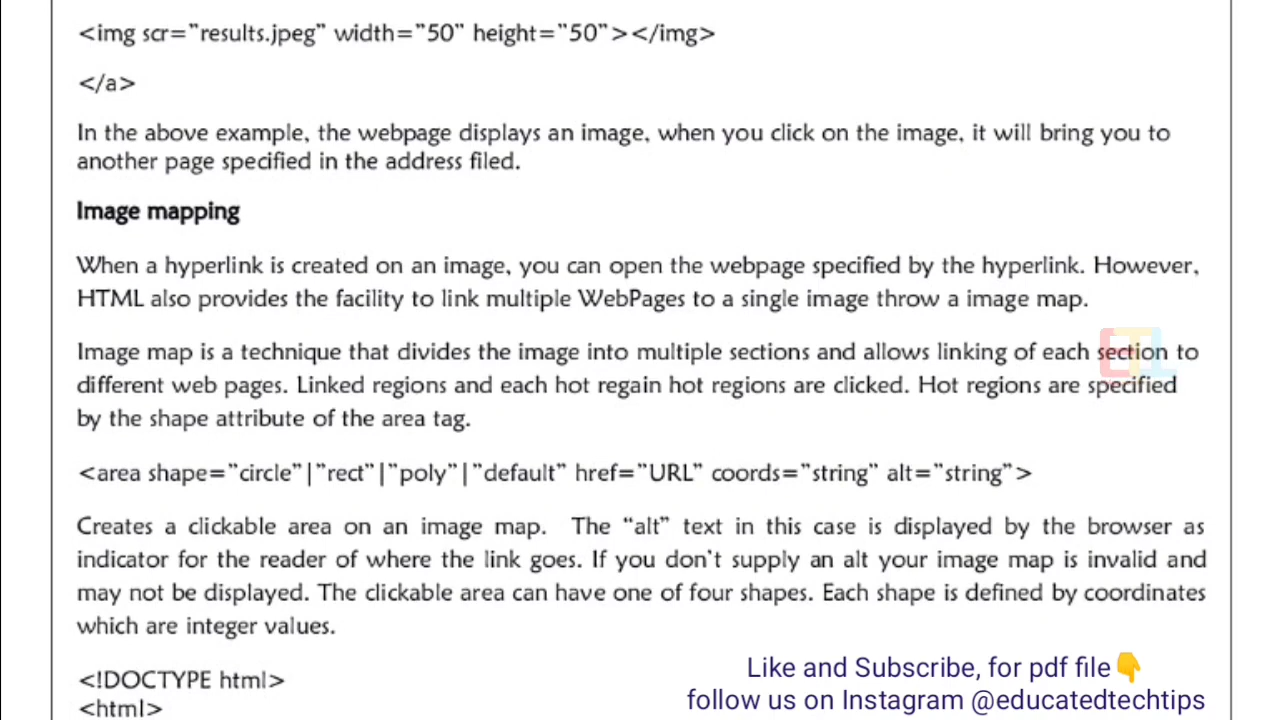 <img scr="results.jpeg" width="50" height="50"></img>
</a>
In the above example, the webpage displays an image, when you click on the image, it will bring you to
another page specified in the address filed.
Image mapping
When a hyperlink is created on an image, you can open the webpage specified by the hyperlink. However,
HTML also provides the facility to link multiple WebPages to a single image throw a image map.
Image map is a technique that divides the image into multiple sections and allows linking of each section to
different web pages. Linked regions and each hot regain hot regions are clicked. Hot regions are specified
by the shape attribute of the area tag.
<area shape="circle"|"rect"|"poly"|"default" href="URL" coords="string" alt="string">
Creates a clickable area on an image map. The "alt" text in this case is displayed by the browser as
indicator for the reader of where the link goes. If you don't supply an alt your image map is invalid and
may not be displayed. The clickable area can have one of four shapes. Each shape is defined by coordinates
which are integer values.
<!DOCTYPE html>
<html>
ETL
Like and Subscribe, for pdf file👇
follow us on Instagram @educatedtechtips